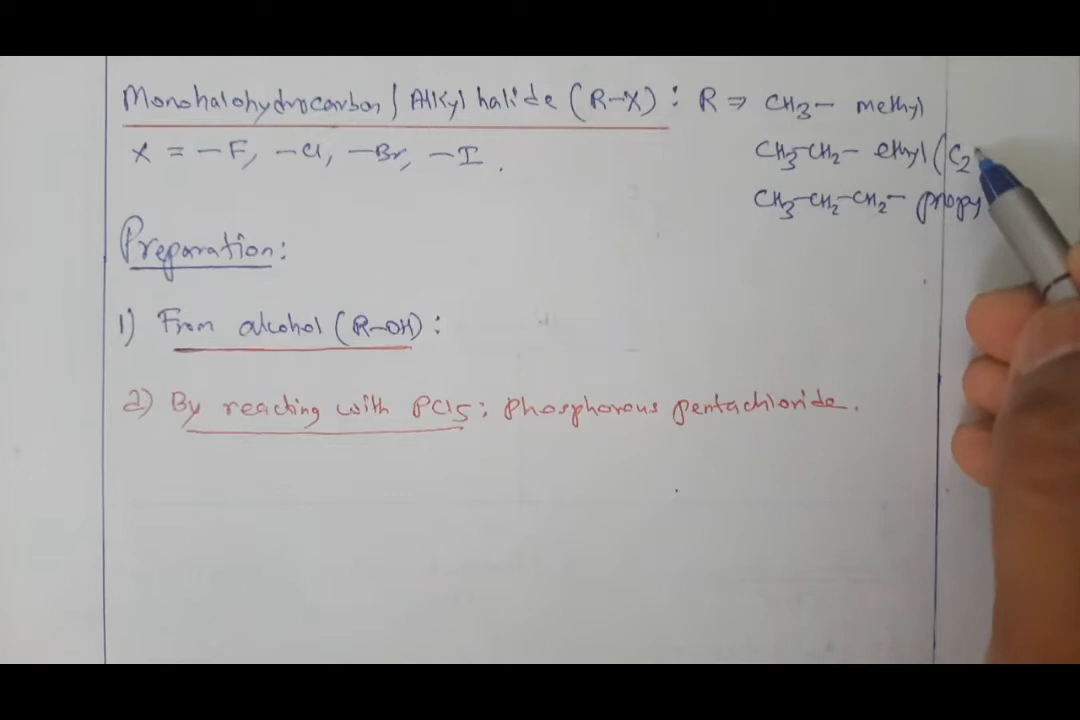 Monohalohydrocarbon / Alkyl halide (R-X) : R ⇒ CH3- methyl
X = -F, -Cl, -Br, -I .
CH3-CH2- ethyl (C2
CH3-CH2-CH2- propy
Preparation:
1) From alcohol (R-OH) :
a) By reacting with PCl5 : Phosphorous pentachloride.